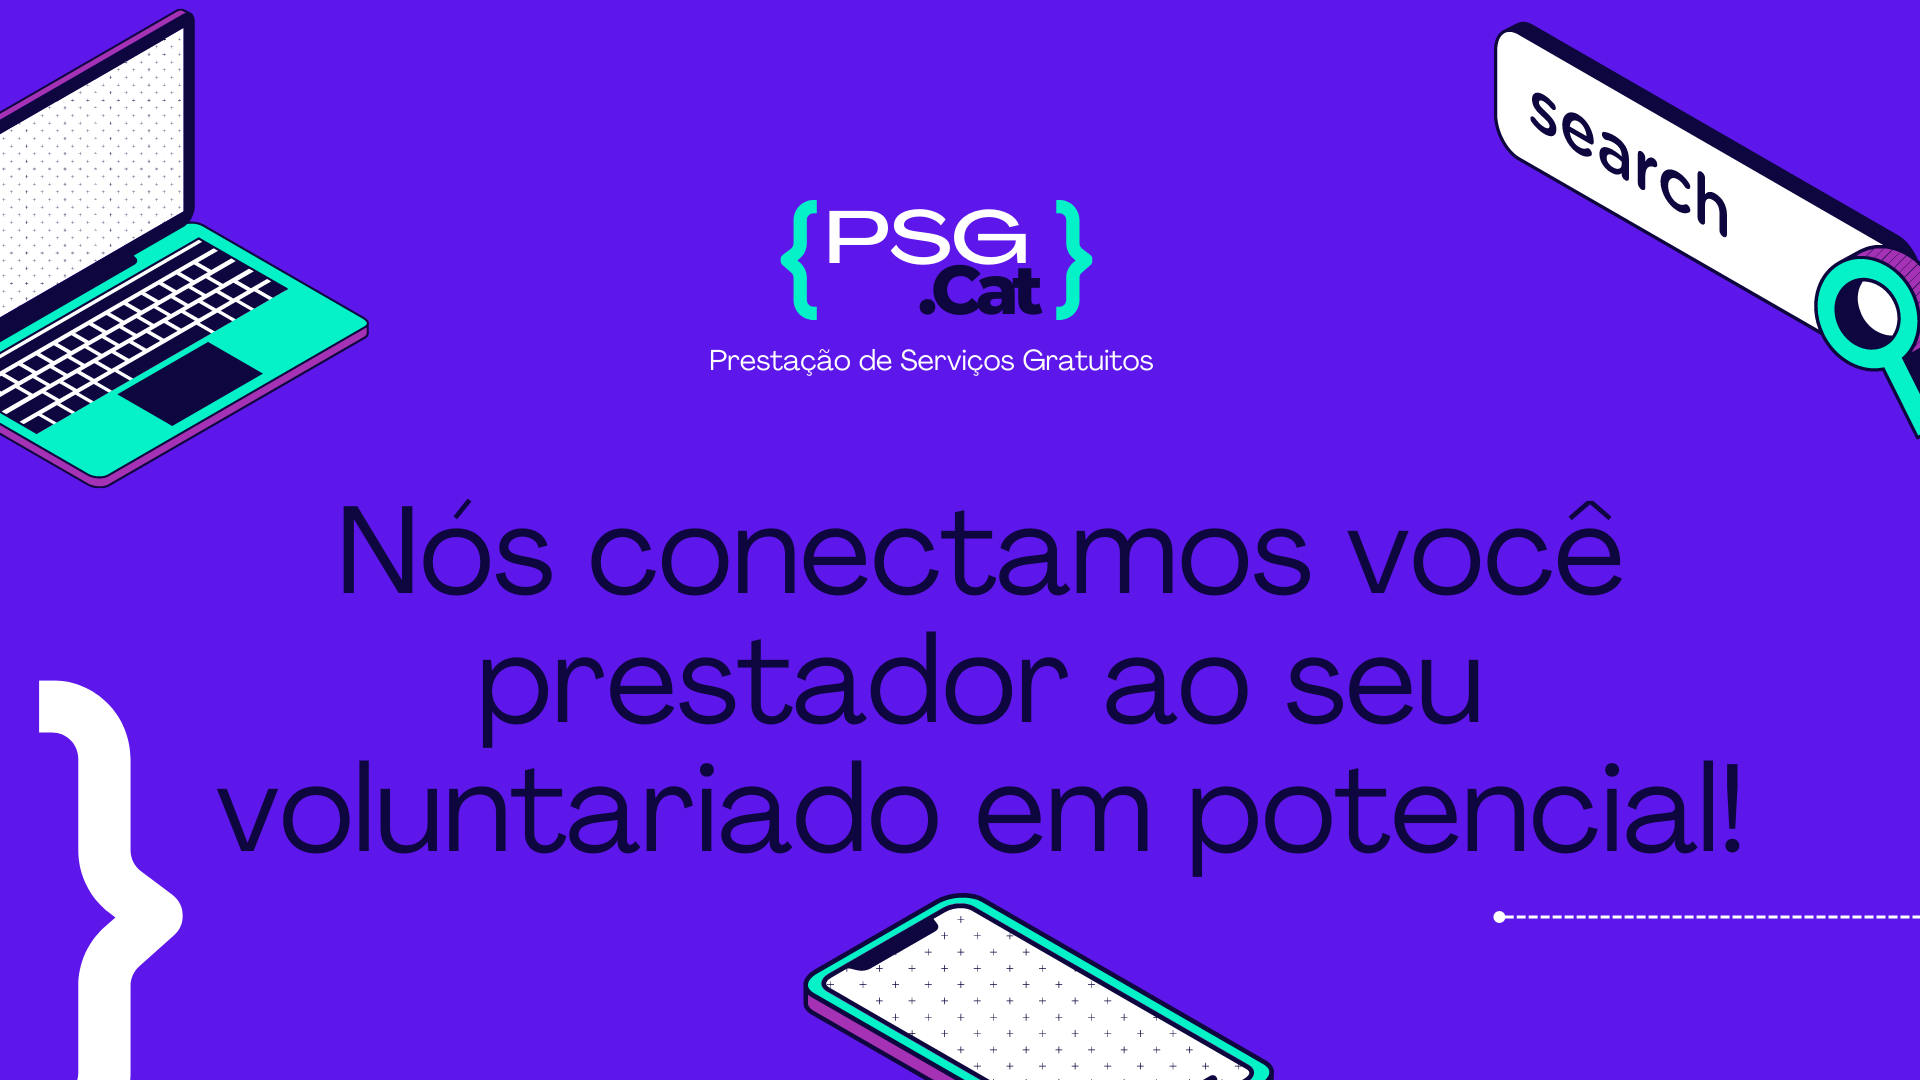 search
{PSG
.Cat}
Prestação de Serviços Gratuitos
Nós conectamos você
prestador ao seu
voluntariado em potencial!
}